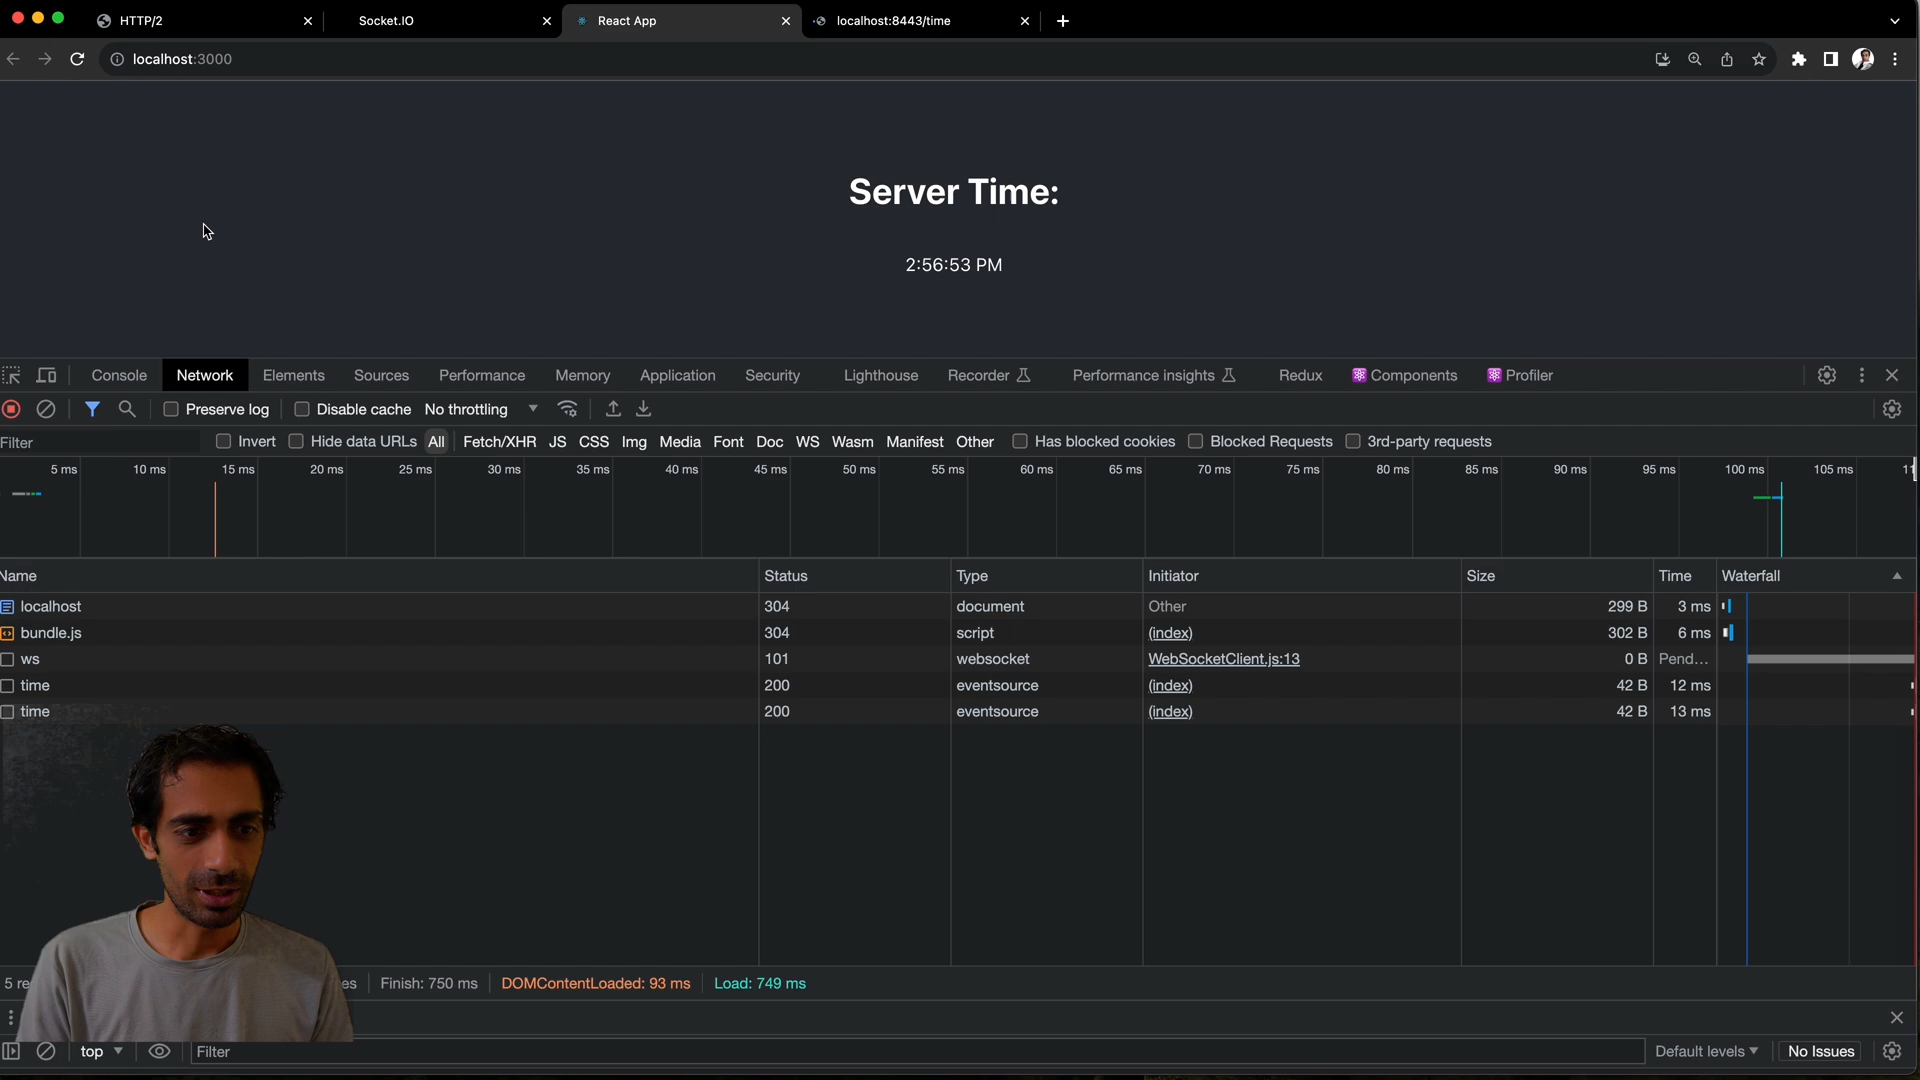 HTTP/2
Socket.IO
React App
localhost:8443/time
localhost:3000
Server Time:
2:56:53 PM
Console Network Elements Sources Performance Memory Application Security Lighthouse Recorder Performance insights Redux Components Profiler
Preserve log Disable cache No throttling
Filter Invert Hide data URLs All Fetch/XHR JS CSS Img Media Font Doc WS Wasm Manifest Other Has blocked cookies Blocked Requests 3rd-party requests
5 ms 10 ms 15 ms 20 ms 25 ms 30 ms 35 ms 40 ms 45 ms 50 ms 55 ms 60 ms 65 ms 70 ms 75 ms 80 ms 85 ms 90 ms 95 ms 100 ms 105 ms 11
Name Status Type Initiator Size Time Waterfall
localhost 304 document Other 299 B 3 ms
bundle.js 304 script (index) 302 B 6 ms
ws 101 websocket WebSocketClient.js:13 0 B Pend...
time 200 eventsource (index) 42 B 12 ms
time 200 eventsource (index) 42 B 13 ms
5 re es Finish: 750 ms DOMContentLoaded: 93 ms Load: 749 ms
top Filter Default levels No Issues